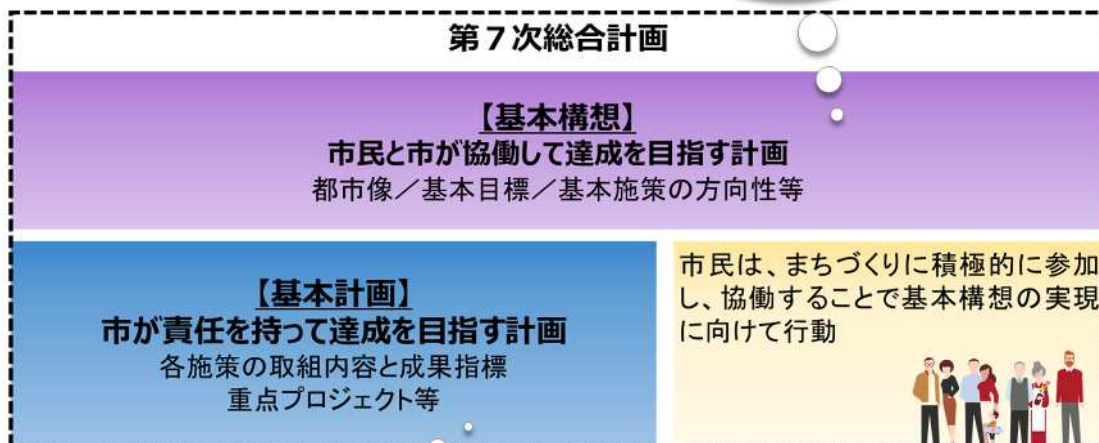 第７次総合計画
【基本構想】
市民と市が協働して達成を目指す計画
都市像／基本目標／基本施策の方向性等
【基本計画】
市が責任を持って達成を目指す計画
各施策の取組内容と成果指標
重点プロジェクト等
市民は、まちづくりに積極的に参加
し、協働することで基本構想の実現
に向けて行動